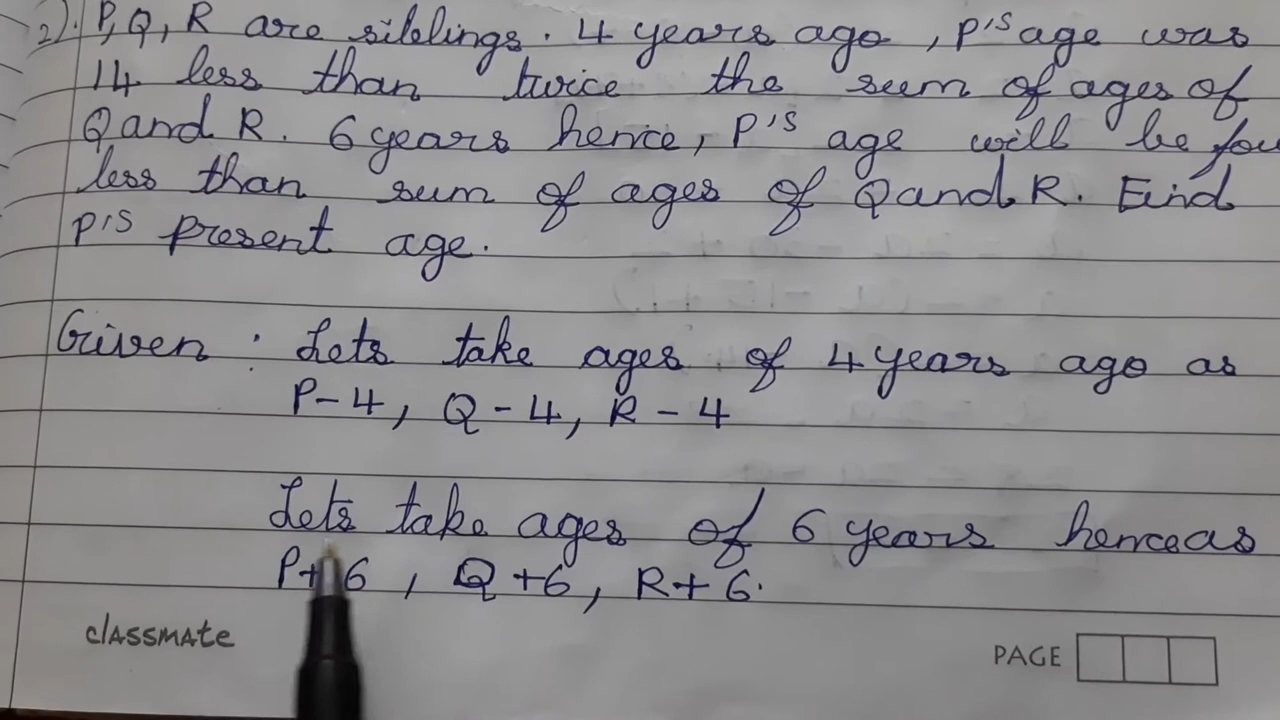 2). P, Q, R are siblings. 4 years ago, P's age was
14 less than twice the sum of ages of
Q and R. 6 years hence, P's age will be fou
less than sum of ages of Q and R. Find
P's present age.
Given : Lets take ages of 4 years ago as
P-4, Q-4, R-4
Lets take ages of 6 years hence as
P+6, Q+6, R+6.
classmate
PAGE